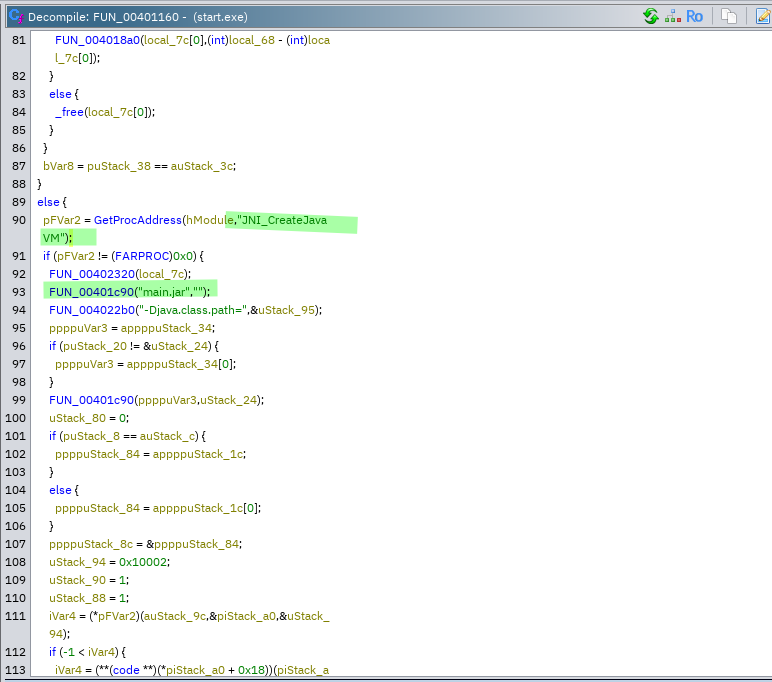 Decompile: FUN_00401160 - (start.exe)
Ro
81 FUN_004018a0(local_7c[0],(int)local_68 - (int)loca
l_7c[0]);
82 }
83 else {
84 _free(local_7c[0]);
85 }
86 }
87 bVar8 = puStack_38 == auStack_3c;
88 }
89 else {
90 pFVar2 = GetProcAddress(hModule,"JNI_CreateJava
VM");
91 if (pFVar2 != (FARPROC)0x0) {
92 FUN_00402320(local_7c);
93 FUN_00401c90("main.jar","");
94 FUN_004022b0("-Djava.class.path=",&uStack_95);
95 ppppuVar3 = appppuStack_34;
96 if (puStack_20 != &uStack_24) {
97 ppppuVar3 = appppuStack_34[0];
98 }
99 FUN_00401c90(ppppuVar3,uStack_24);
100 uStack_80 = 0;
101 if (puStack_8 == auStack_c) {
102 ppppuStack_84 = appppuStack_1c;
103 }
104 else {
105 ppppuStack_84 = appppuStack_1c[0];
106 }
107 ppppuStack_8c = &ppppuStack_84;
108 uStack_94 = 0x10002;
109 uStack_90 = 1;
110 uStack_88 = 1;
111 iVar4 = (*pFVar2)(auStack_9c,&piStack_a0,&uStack_
94);
112 if (-1 < iVar4) {
113 iVar4 = (**(code **)(*piStack_a0 + 0x18))(piStack_a